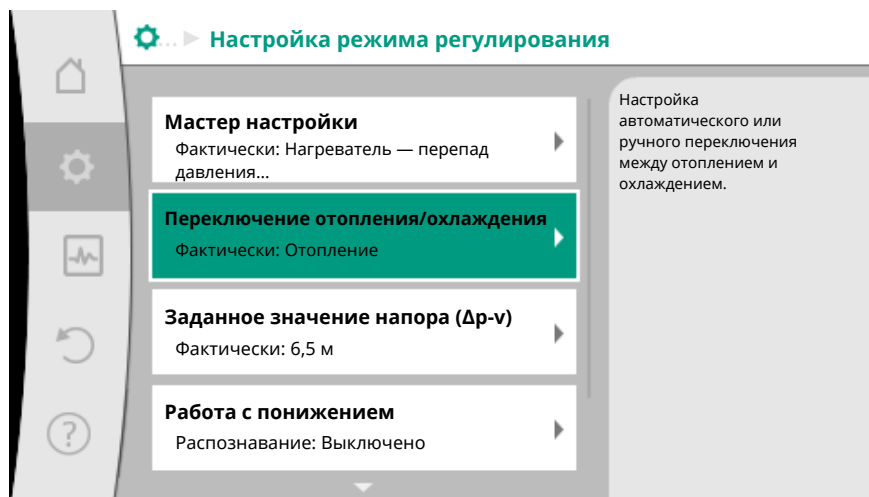 ... Настройка режима регулирования
Мастер настройки
Фактически: Нагреватель — перепад
давления...
Переключение отопления/охлаждения
Фактически: Отопление
Заданное значение напора (Δp-v)
Фактически: 6,5 м
Работа с понижением
Распознавание: Выключено
Настройка
автоматического или
ручного переключения
между отоплением и
охлаждением.
?